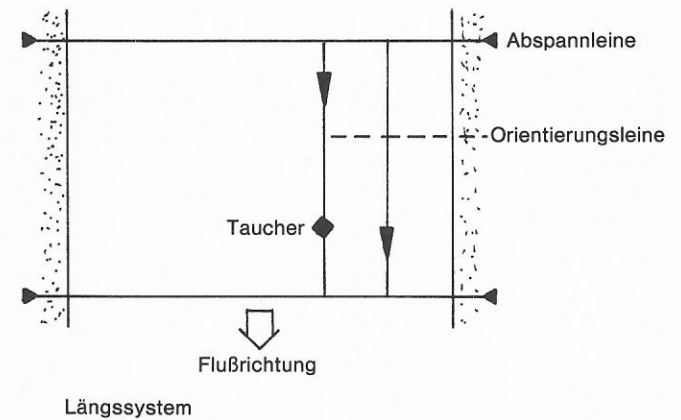 Abspannleine
Orientierungsleine
Taucher
Flußrichtung
Längssystem